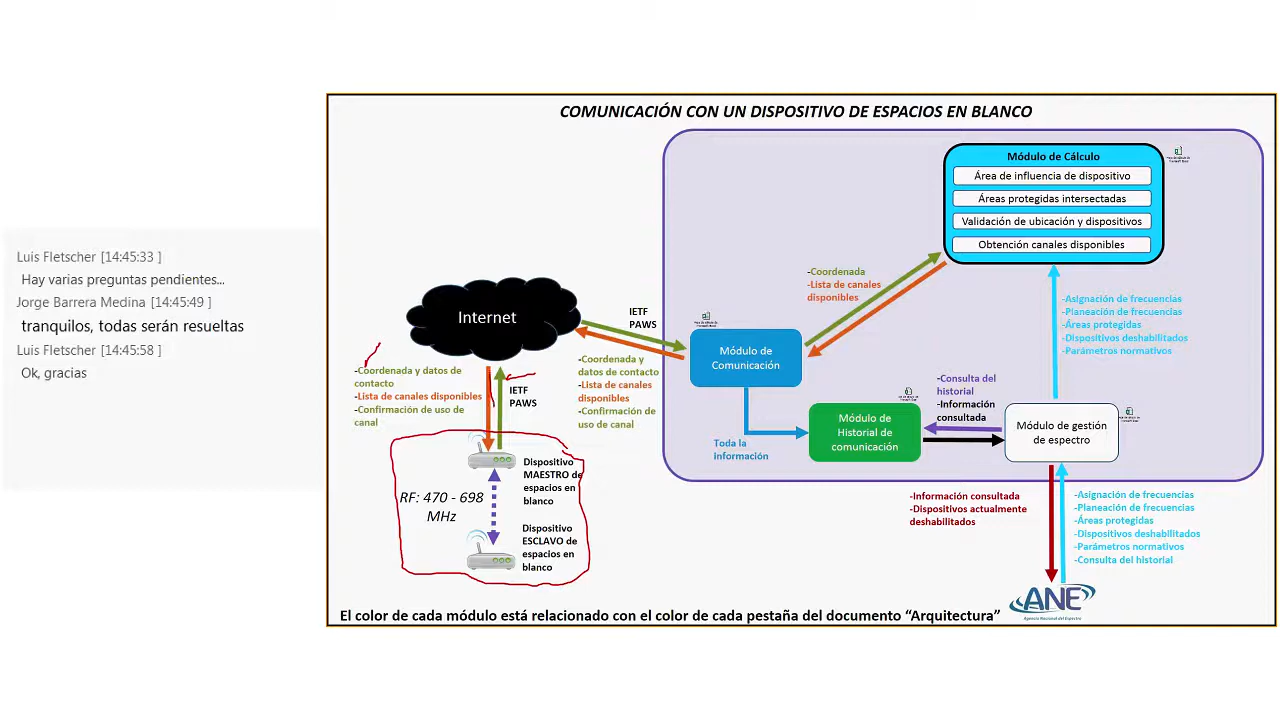 Luis Fletscher [14:45:33 ]
Hay varias preguntas pendientes...
Jorge Barrera Medina [14:45:49 ]
tranquilos, todas serán resueltas
Luis Fletscher [14:45:58 ]
Ok, gracias
COMUNICACIÓN CON UN DISPOSITIVO DE ESPACIOS EN BLANCO
Módulo de Cálculo
Área de influencia de dispositivo
Áreas protegidas intersectadas
Validación de ubicación y dispositivos
Obtención canales disponibles
-Coordenada
-Lista de canales
disponibles
-Asignación de frecuencias
-Planeación de frecuencias
-Áreas protegidas
-Dispositivos deshabilitados
-Parámetros normativos
Internet
IETF
PAWS
Módulo de
Comunicación
-Coordenada y datos de
contacto
-Lista de canales disponibles
-Confirmación de uso de
canal
IETF
PAWS
-Coordenada y
datos de contacto
-Lista de canales
disponibles
-Confirmación de
uso de canal
-Consulta del
historial
-Información
consultada
Módulo de
Historial de
comunicación
Módulo de gestión
de espectro
Toda la
información
Dispositivo
MAESTRO de
espacios en
blanco
RF: 470 - 698
MHz
Dispositivo
ESCLAVO de
espacios en
blanco
-Información consultada
-Dispositivos actualmente
deshabilitados
-Asignación de frecuencias
-Planeación de frecuencias
-Áreas protegidas
-Dispositivos deshabilitados
-Parámetros normativos
-Consulta del historial
ANE
Agencia Nacional del Espectro
El color de cada módulo está relacionado con el color de cada pestaña del documento “Arquitectura”